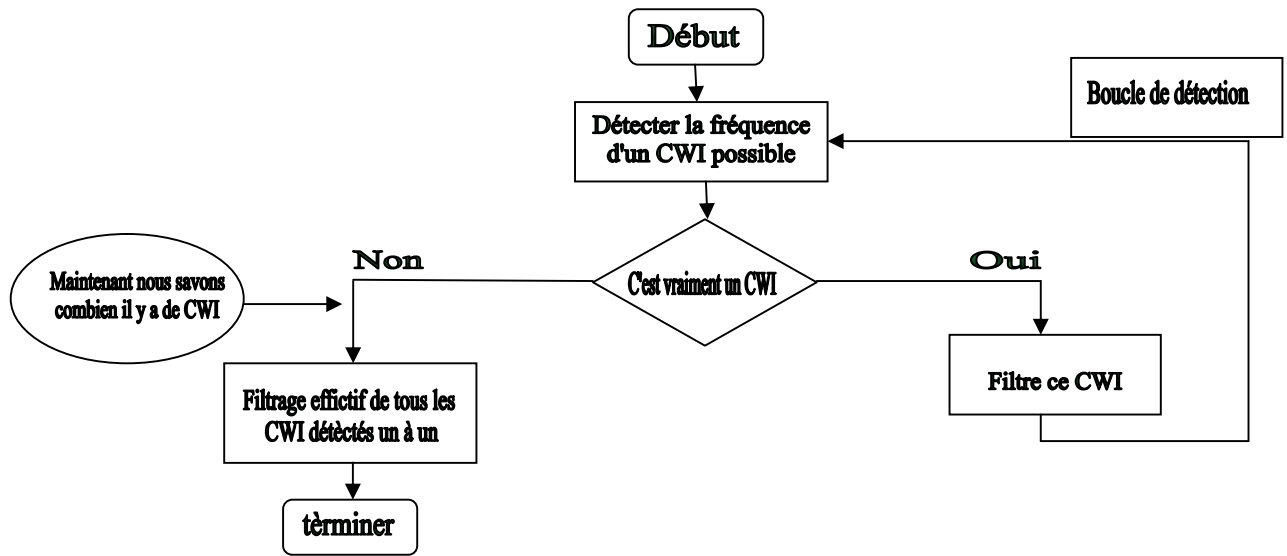 Début
Boucle de détection
Détecter la fréquence
d'un CWI possible
Non
Oui
C'est vraiment un CWI
Maintenant nous savons
combien il y a de CWI
Filtre ce CWI
Filtrage effictif de tous les
CWI détèctés un à un
tèrminer